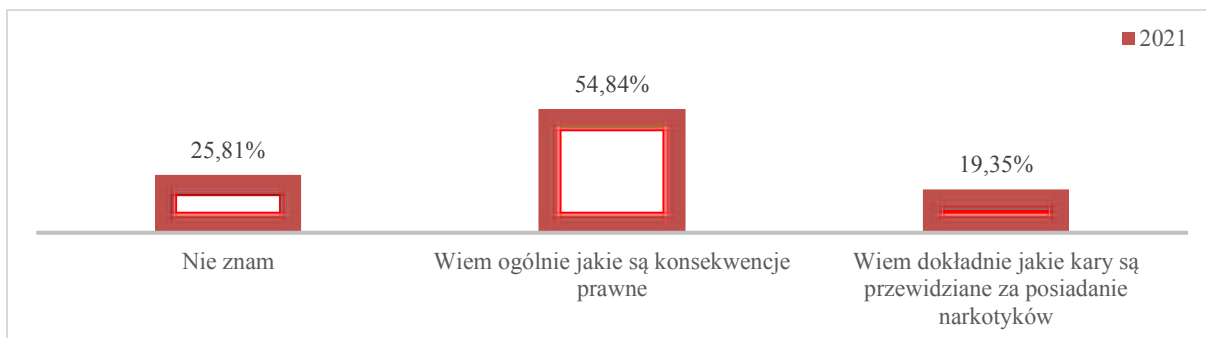 2021
54,84%
25,81%
19,35%
Nie znam
Wiem ogólnie jakie są konsekwencje
prawne
Wiem dokładnie jakie kary są
przewidziane za posiadanie
narkotyków